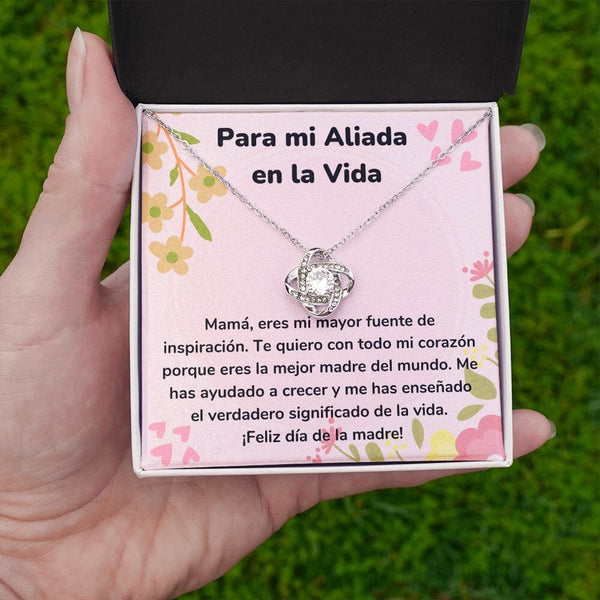 Para mi Aliada
en la Vida
Mamá, eres mi mayor fuente de
inspiración. Te quiero con todo mi corazón
porque eres la mejor madre del mundo. Me
has ayudado a crecer y me has enseñado
el verdadero significado de la vida.
¡Feliz día de la madre!